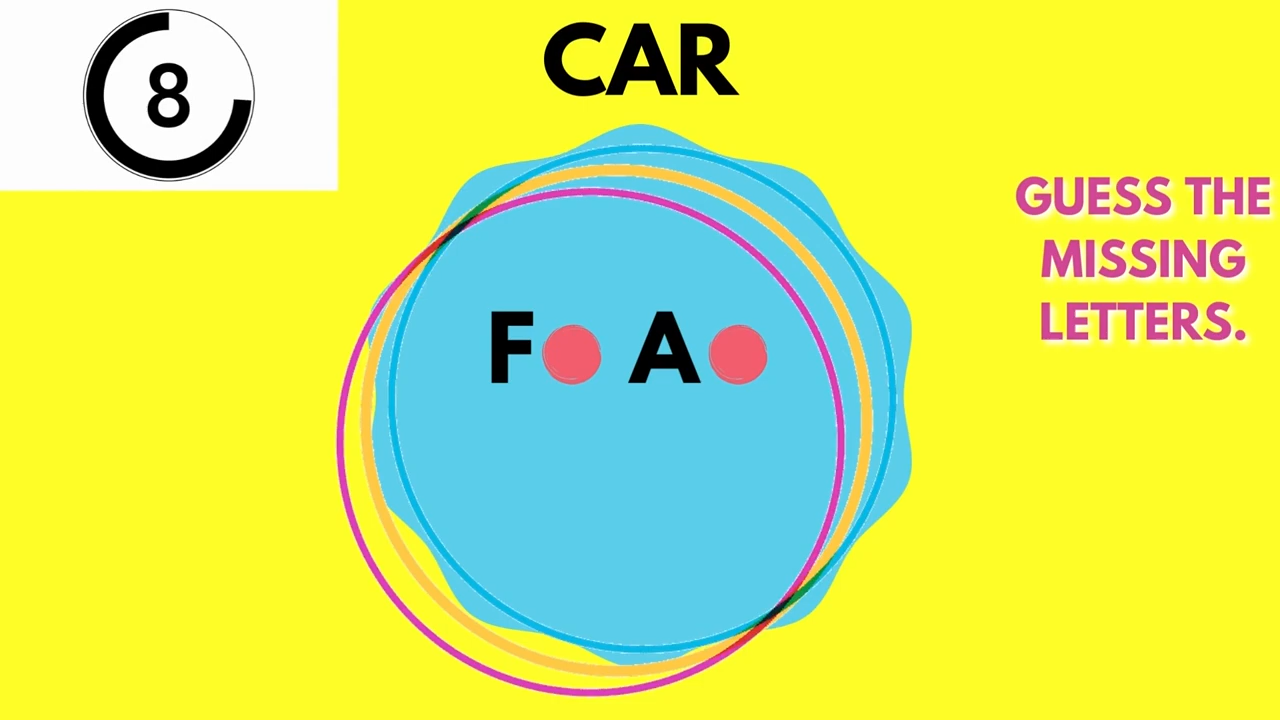 8
CAR
GUESS THE
MISSING
LETTERS.
F A